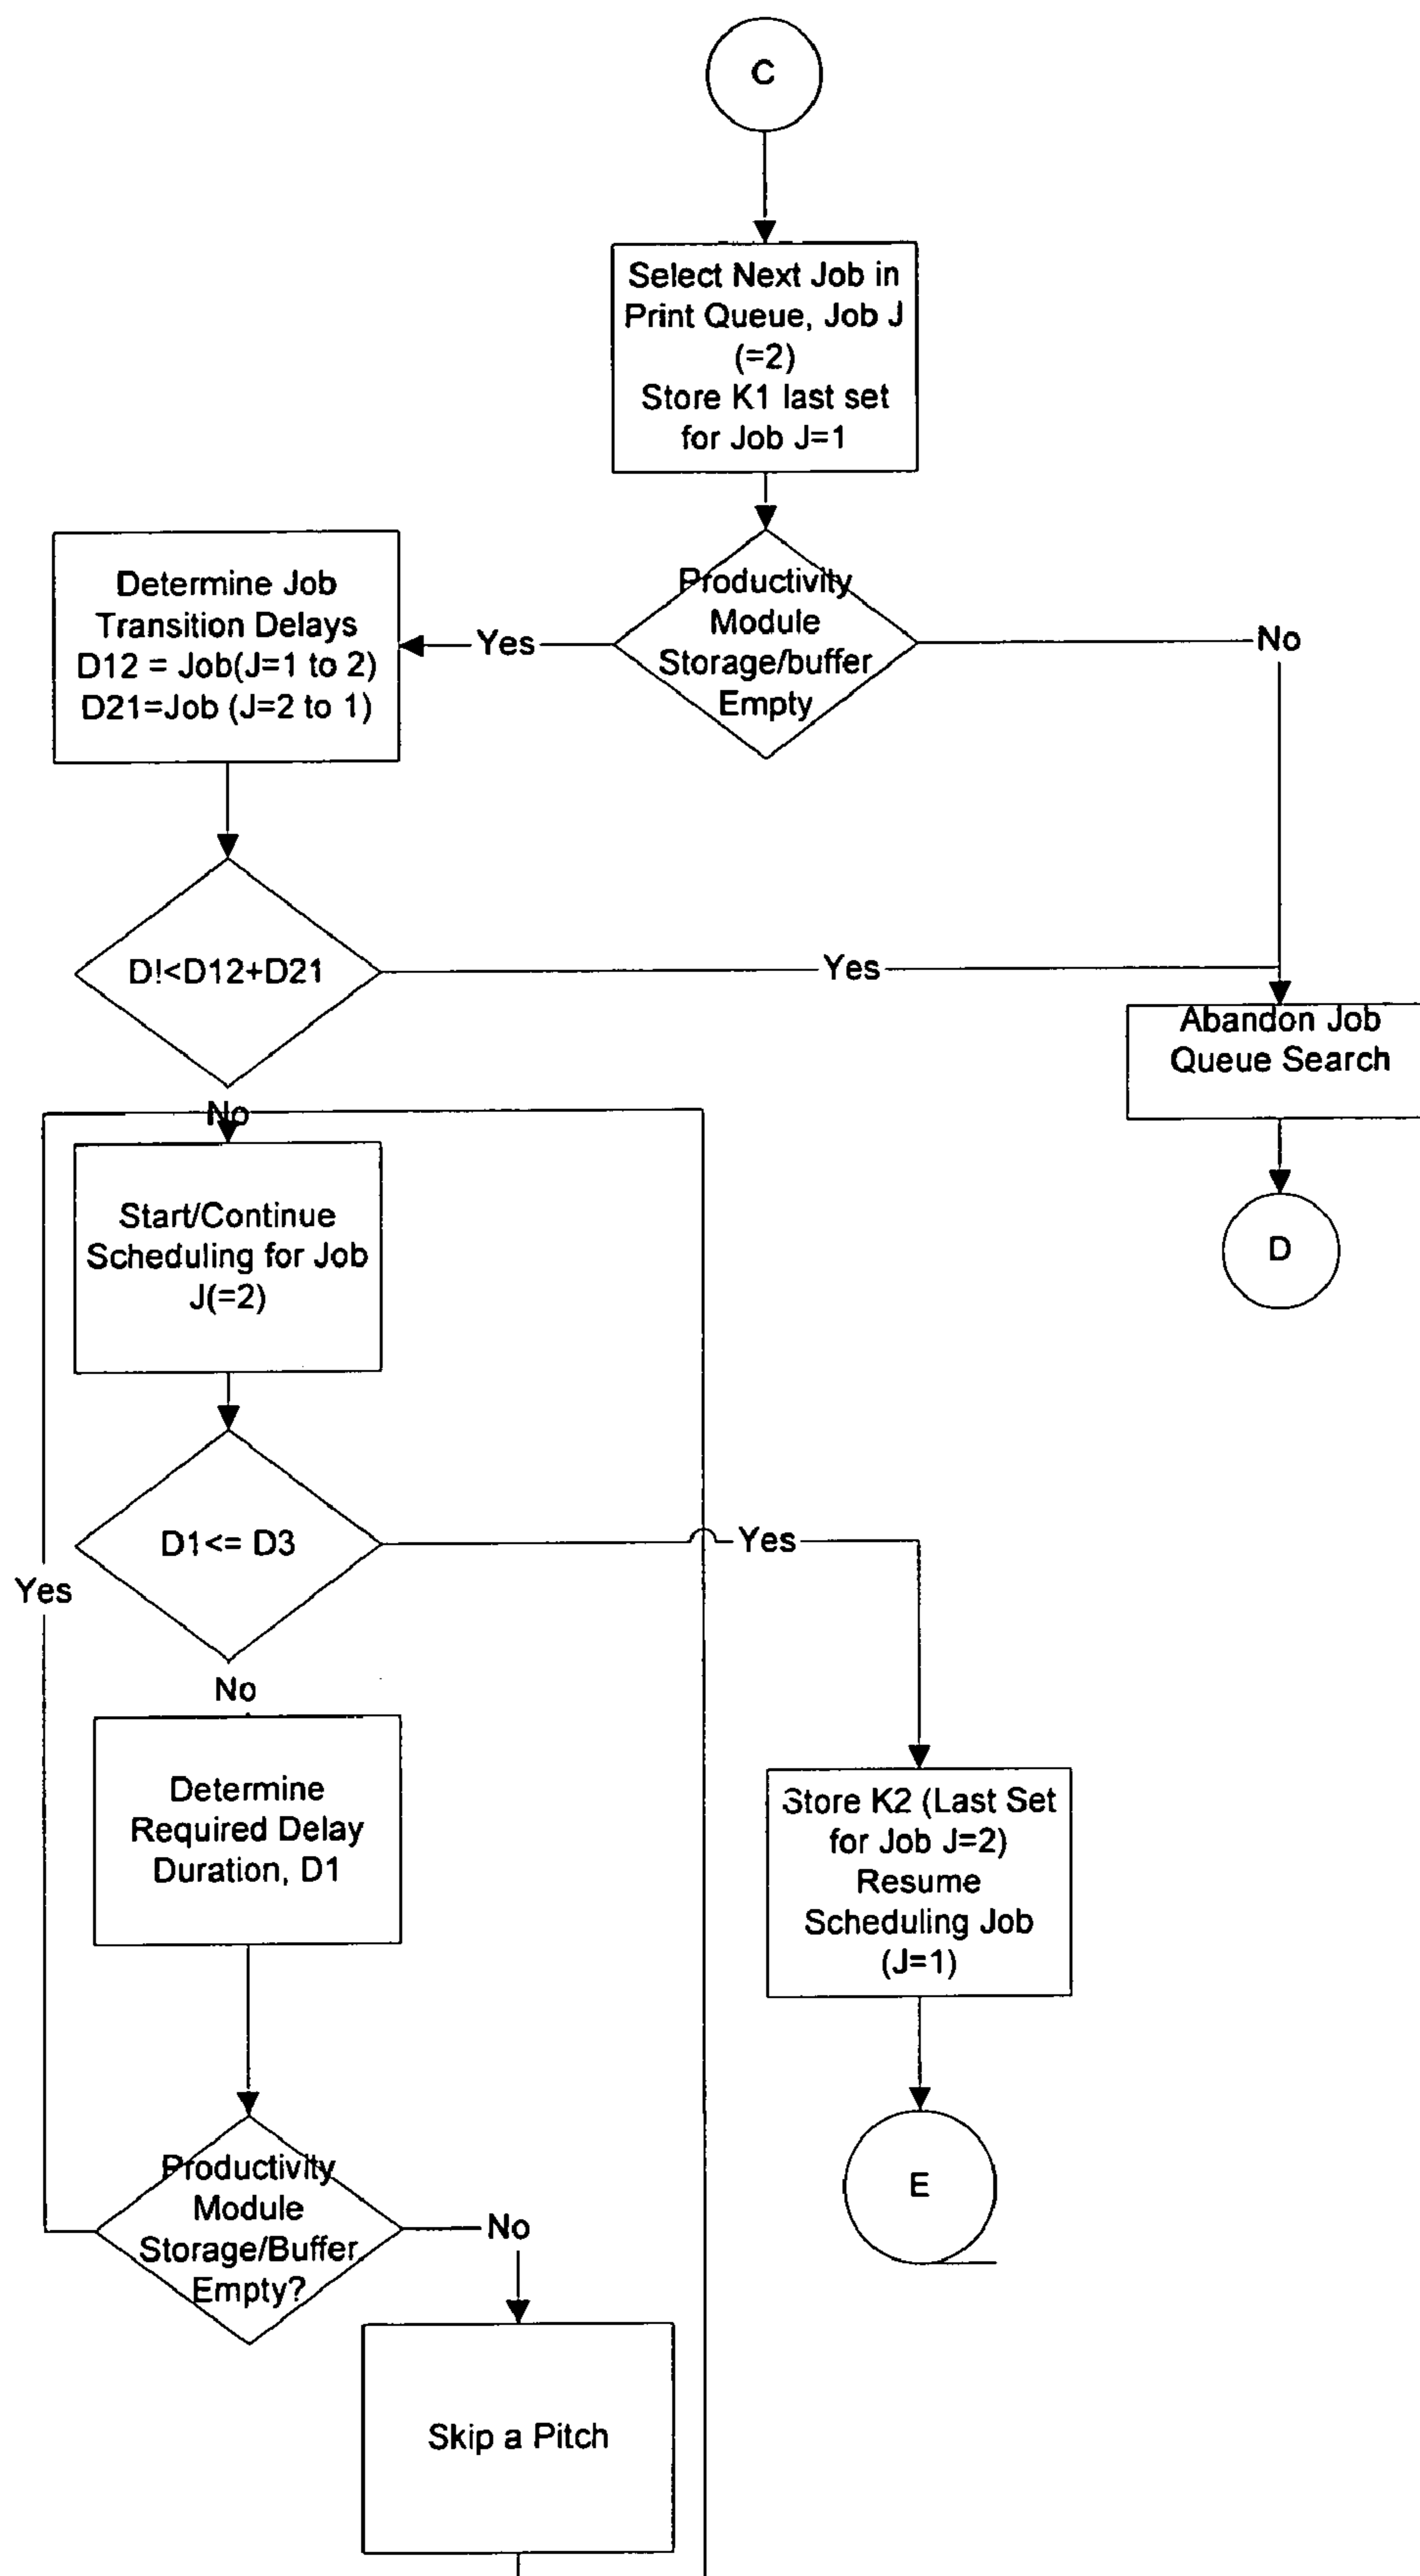 C
Select Next Job in
Print Queue, Job J
(=2)
Store K1 last set
for Job J=1
Productivity
Module
Storage/buffer
Empty
Yes
No
Determine Job
Transition Delays
D12 = Job(J=1 to 2)
D21=Job (J=2 to 1)
D!<D12+D21
Yes
No
Abandon Job
Queue Search
D
Start/Continue
Scheduling for Job
J(=2)
D1<= D3
Yes
No
Yes
Determine
Required Delay
Duration, D1
Store K2 (Last Set
for Job J=2)
Resume
Scheduling Job
(J=1)
E
Productivity
Module
Storage/Buffer
Empty?
No
Skip a Pitch